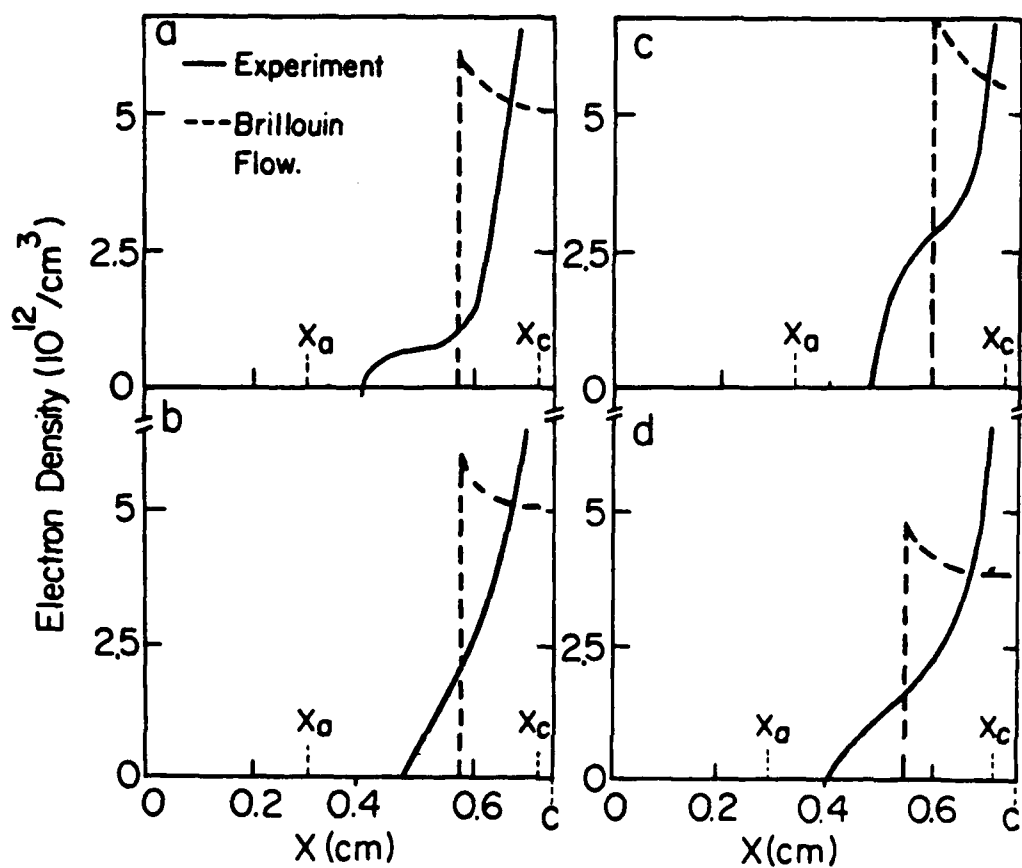 a
Experiment
Brillouin
Flow.
5
2.5
0
Xa
Xc
c
5
2.5
0
Xa
Xc
b
5
2.5
0
Xa
Xc
d
5
2.5
0
Xa
Xc
0 0.2 0.4 0.6 C
0 0.2 0.4 0.6 C
X (cm)
X (cm)
Electron Density (10^12/cm^3)